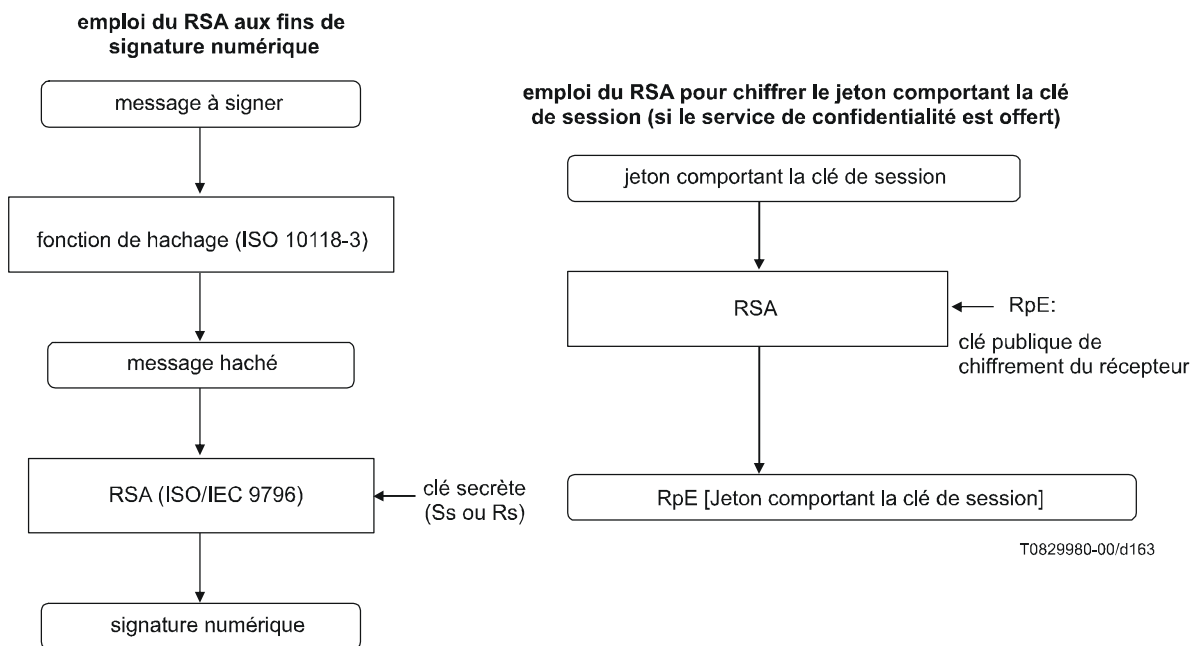 emploi du RSA aux fins de
signature numérique
message à signer
fonction de hachage (ISO 10118-3)
message haché
RSA (ISO/IEC 9796)
clé secrète
(Ss ou Rs)
signature numérique
emploi du RSA pour chiffrer le jeton comportant la clé
de session (si le service de confidentialité est offert)
jeton comportant la clé de session
RSA
RpE:
clé publique de
chiffrement du récepteur
RpE [Jeton comportant la clé de session]
T0829980-00/d163